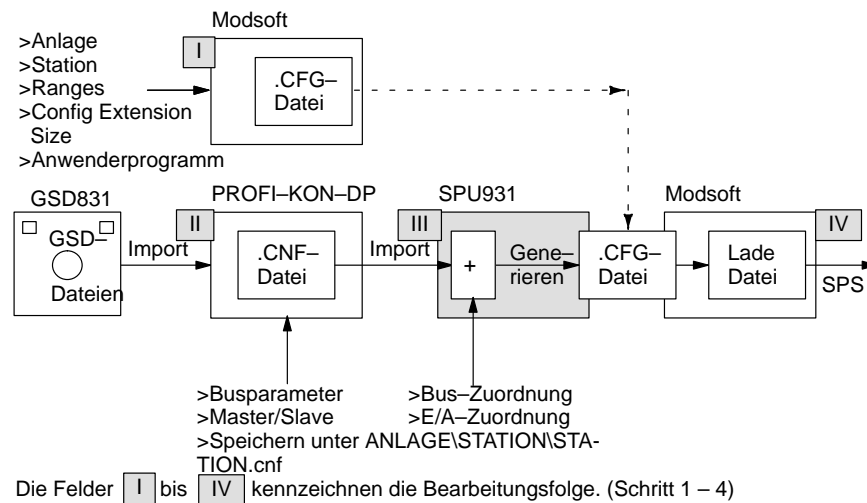 Modsoft
>Anlage
>Station
>Ranges
>Config Extension
Size
>Anwenderprogramm
I
.CFG–
Datei
GSD831
GSD–
Dateien
Import
PROFI–KON–DP
II
.CNF–
Datei
Import
SPU931
III
+
Gene–
rieren
.CFG–
Datei
Modsoft
IV
Lade
Datei
SPS
>Busparameter
>Master/Slave
>Speichern unter ANLAGE\STATION\STA-
TION.cnf
>Bus–Zuordnung
>E/A–Zuordnung
Die Felder I bis IV kennzeichnen die Bearbeitungsfolge. (Schritt 1 – 4)